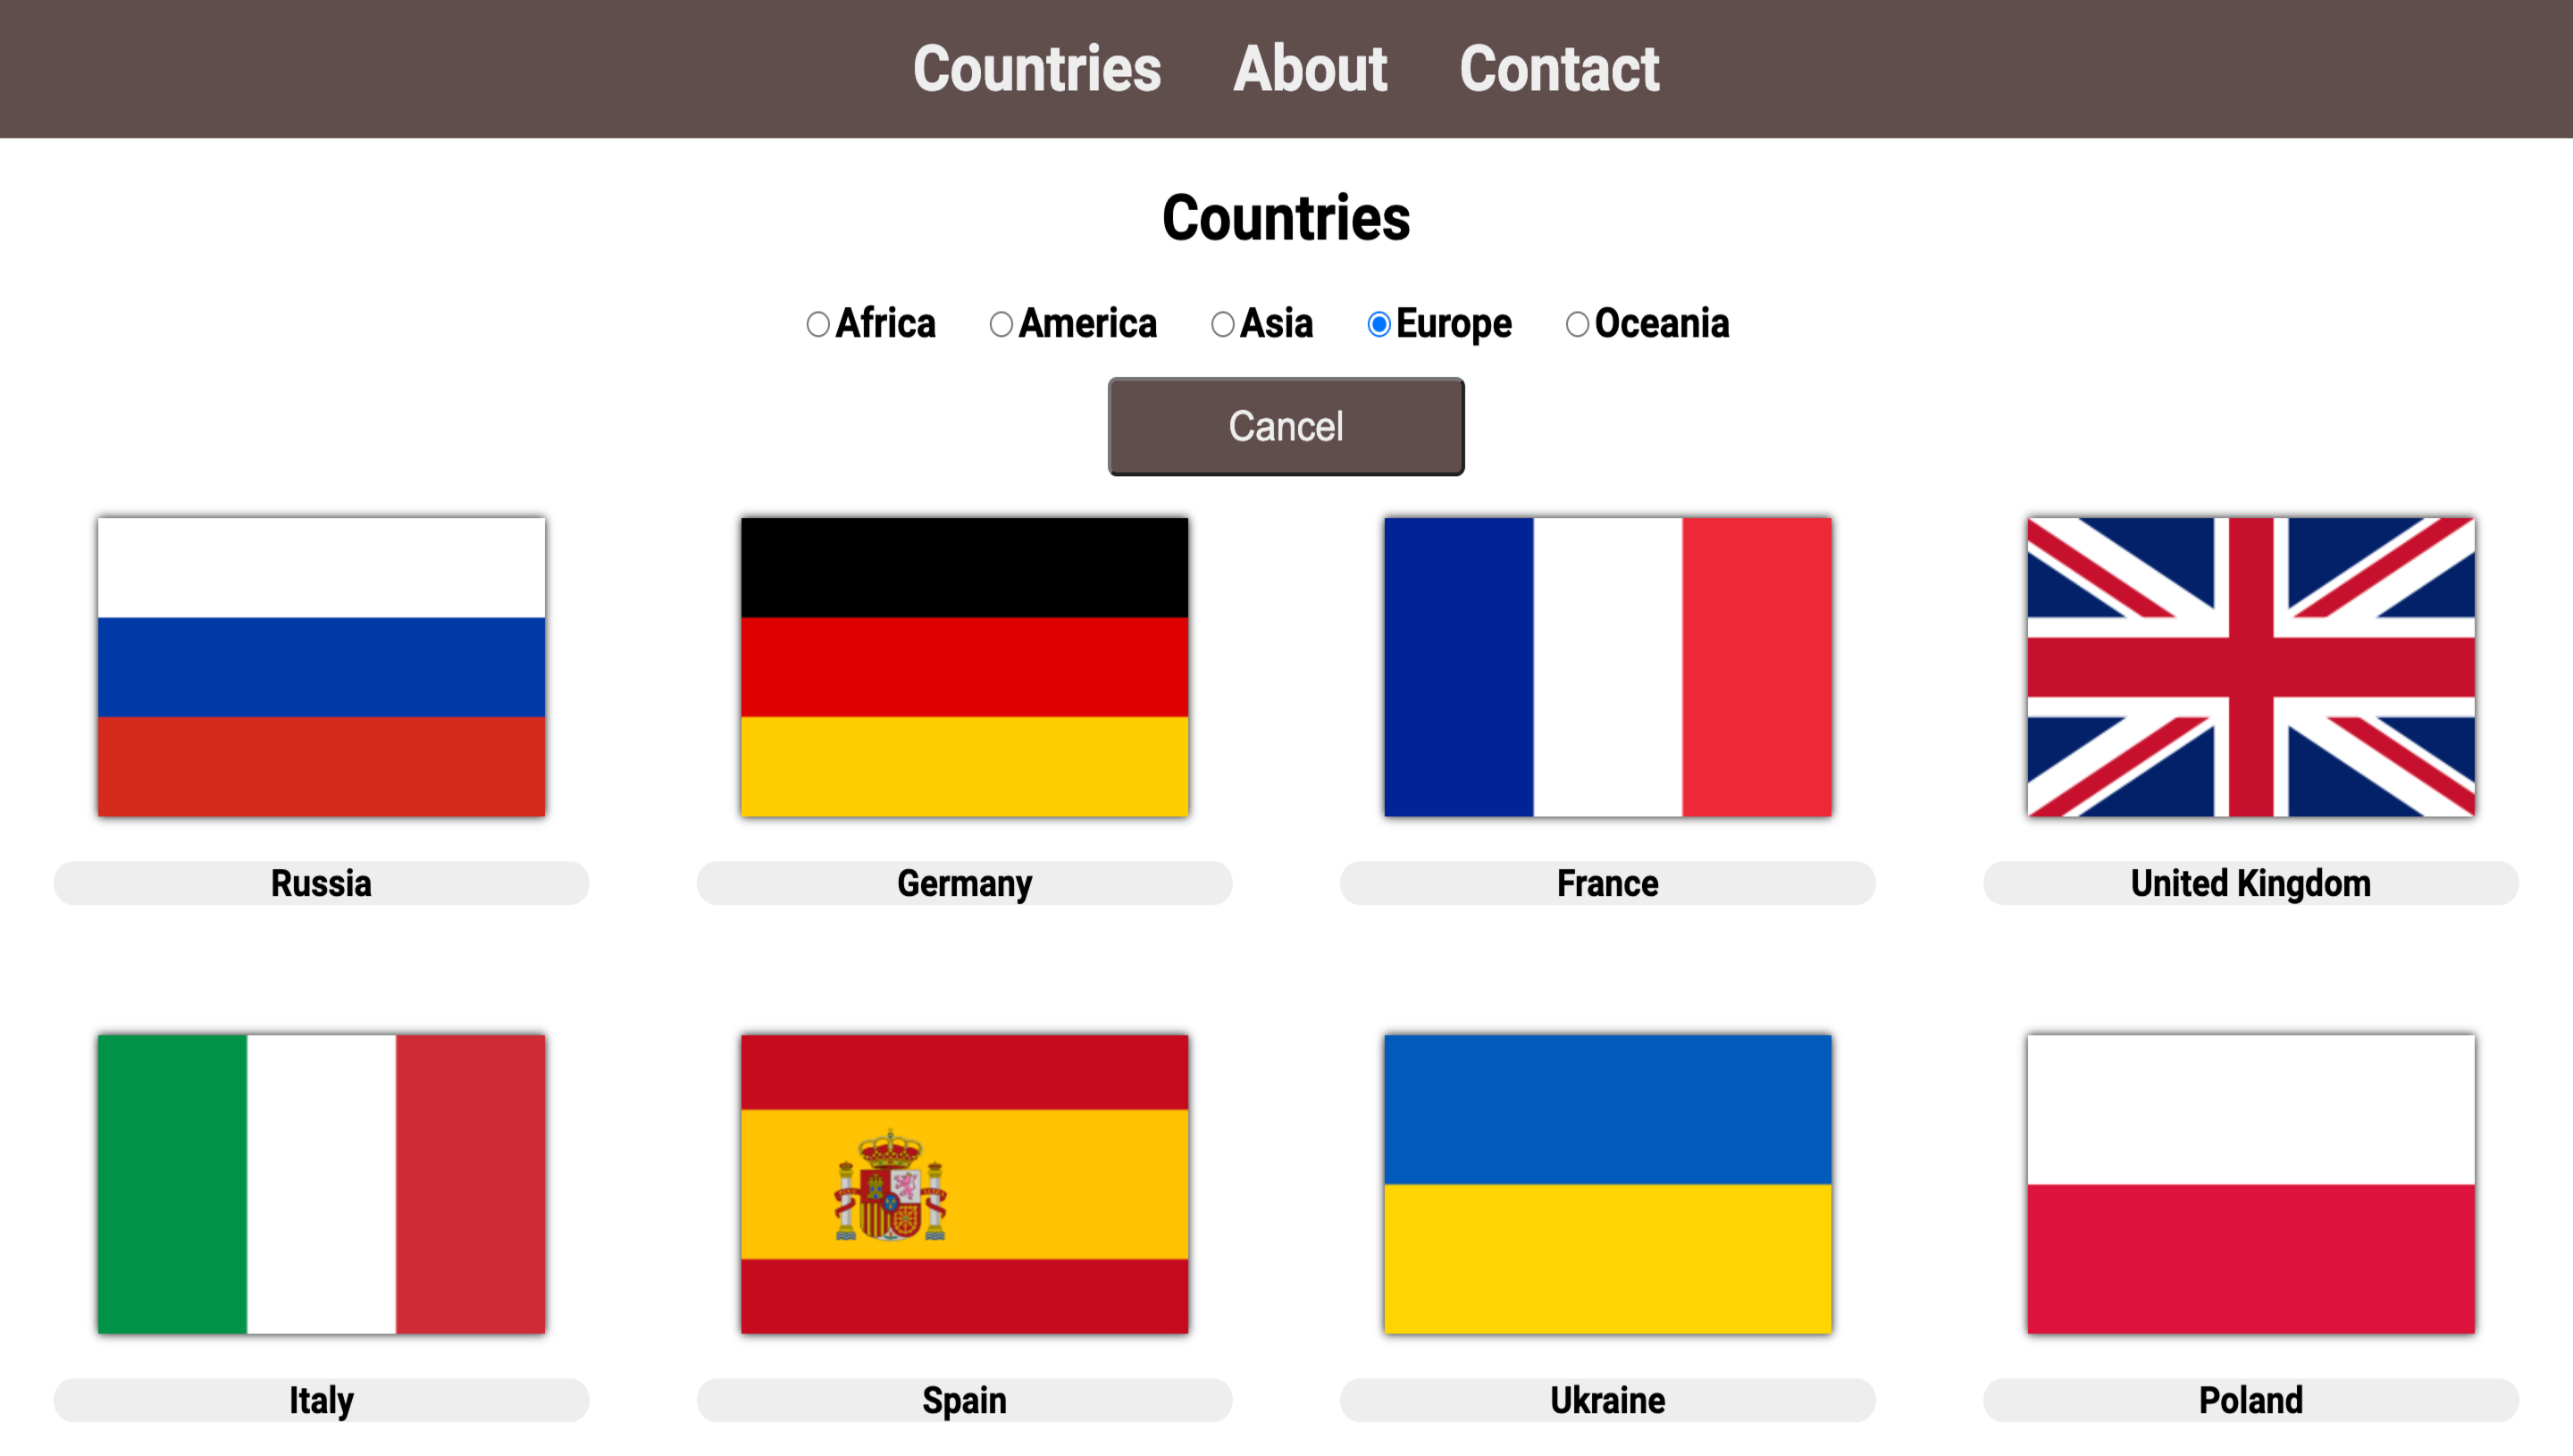 Countries About Contact
Countries
Africa America Asia Europe Oceania
Cancel
Russia Germany France United Kingdom
Italy Spain Ukraine Poland